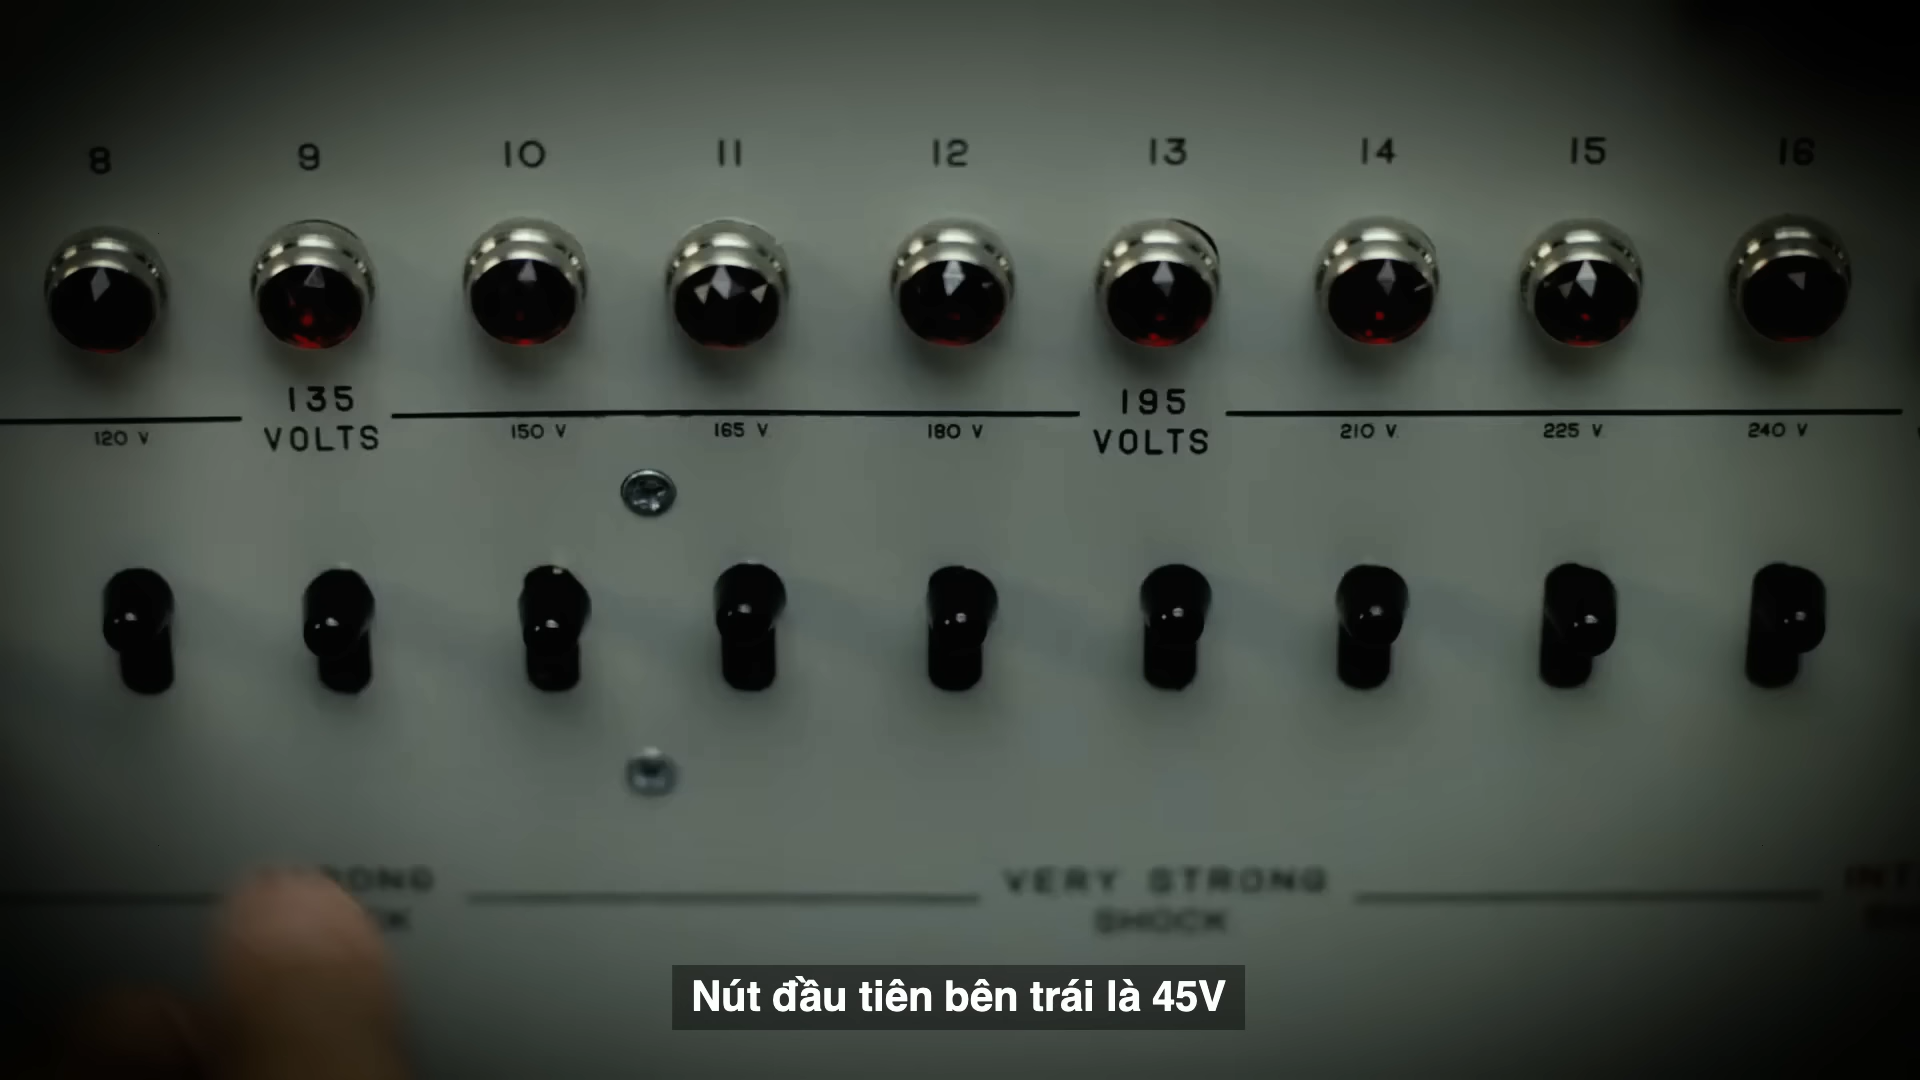 8 9 10 11 12 13 14 15 16
135 VOLTS
195 VOLTS
120 V 150 V 165 V 180 V 210 V 225 V 240 V
VERY STRONG
SHOCK
Nút đầu tiên bên trái là 45V